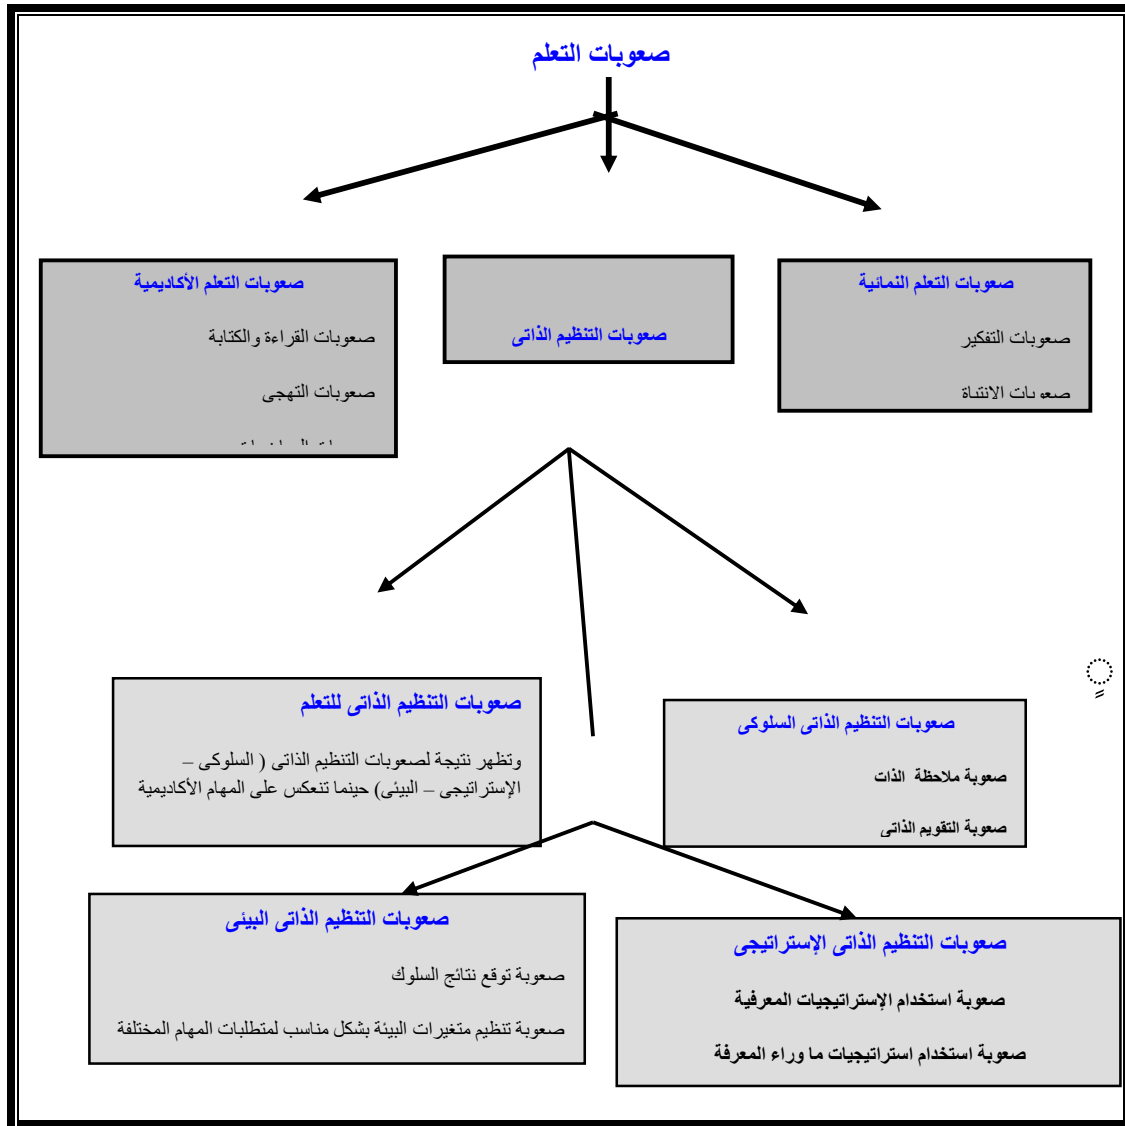 صعوبات التعلم
صعوبات التعلم النمائية
صعوبات التفكير
صعوبات الانتباة
صعوبات التنظيم الذاتى
صعوبات التعلم الأكاديمية
صعوبات القراءة والكتابة
صعوبات التهجى
صعوبات التنظيم الذاتى السلوكى
صعوبة ملاحظة الذات
صعوبة التقويم الذاتى
صعوبات التنظيم الذاتى للتعلم
وتظهر نتيجة لصعوبات التنظيم الذاتى ( السلوكى –
الإستراتيجى – البيئى) حينما تنعكس على المهام الأكاديمية
صعوبات التنظيم الذاتى الإستراتيجى
صعوبة استخدام الإستراتيجيات المعرفية
صعوبة استخدام استراتيجيات ما وراء المعرفة
صعوبات التنظيم الذاتى البيئى
صعوبة توقع نتائج السلوك
صعوبة تنظيم متغيرات البيئة بشكل مناسب لمتطلبات المهام المختلفة